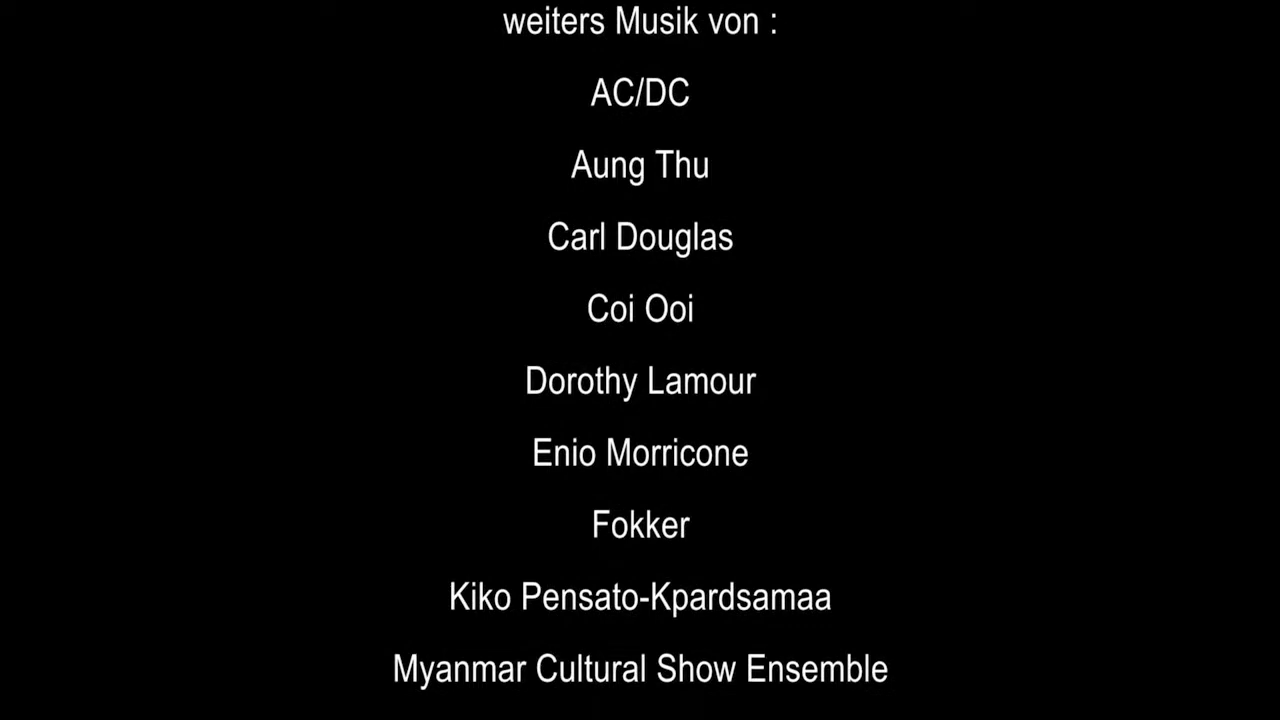 weiters Musik von :
AC/DC
Aung Thu
Carl Douglas
Coi Ooi
Dorothy Lamour
Enio Morricone
Fokker
Kiko Pensato-Kpardsamaa
Myanmar Cultural Show Ensemble